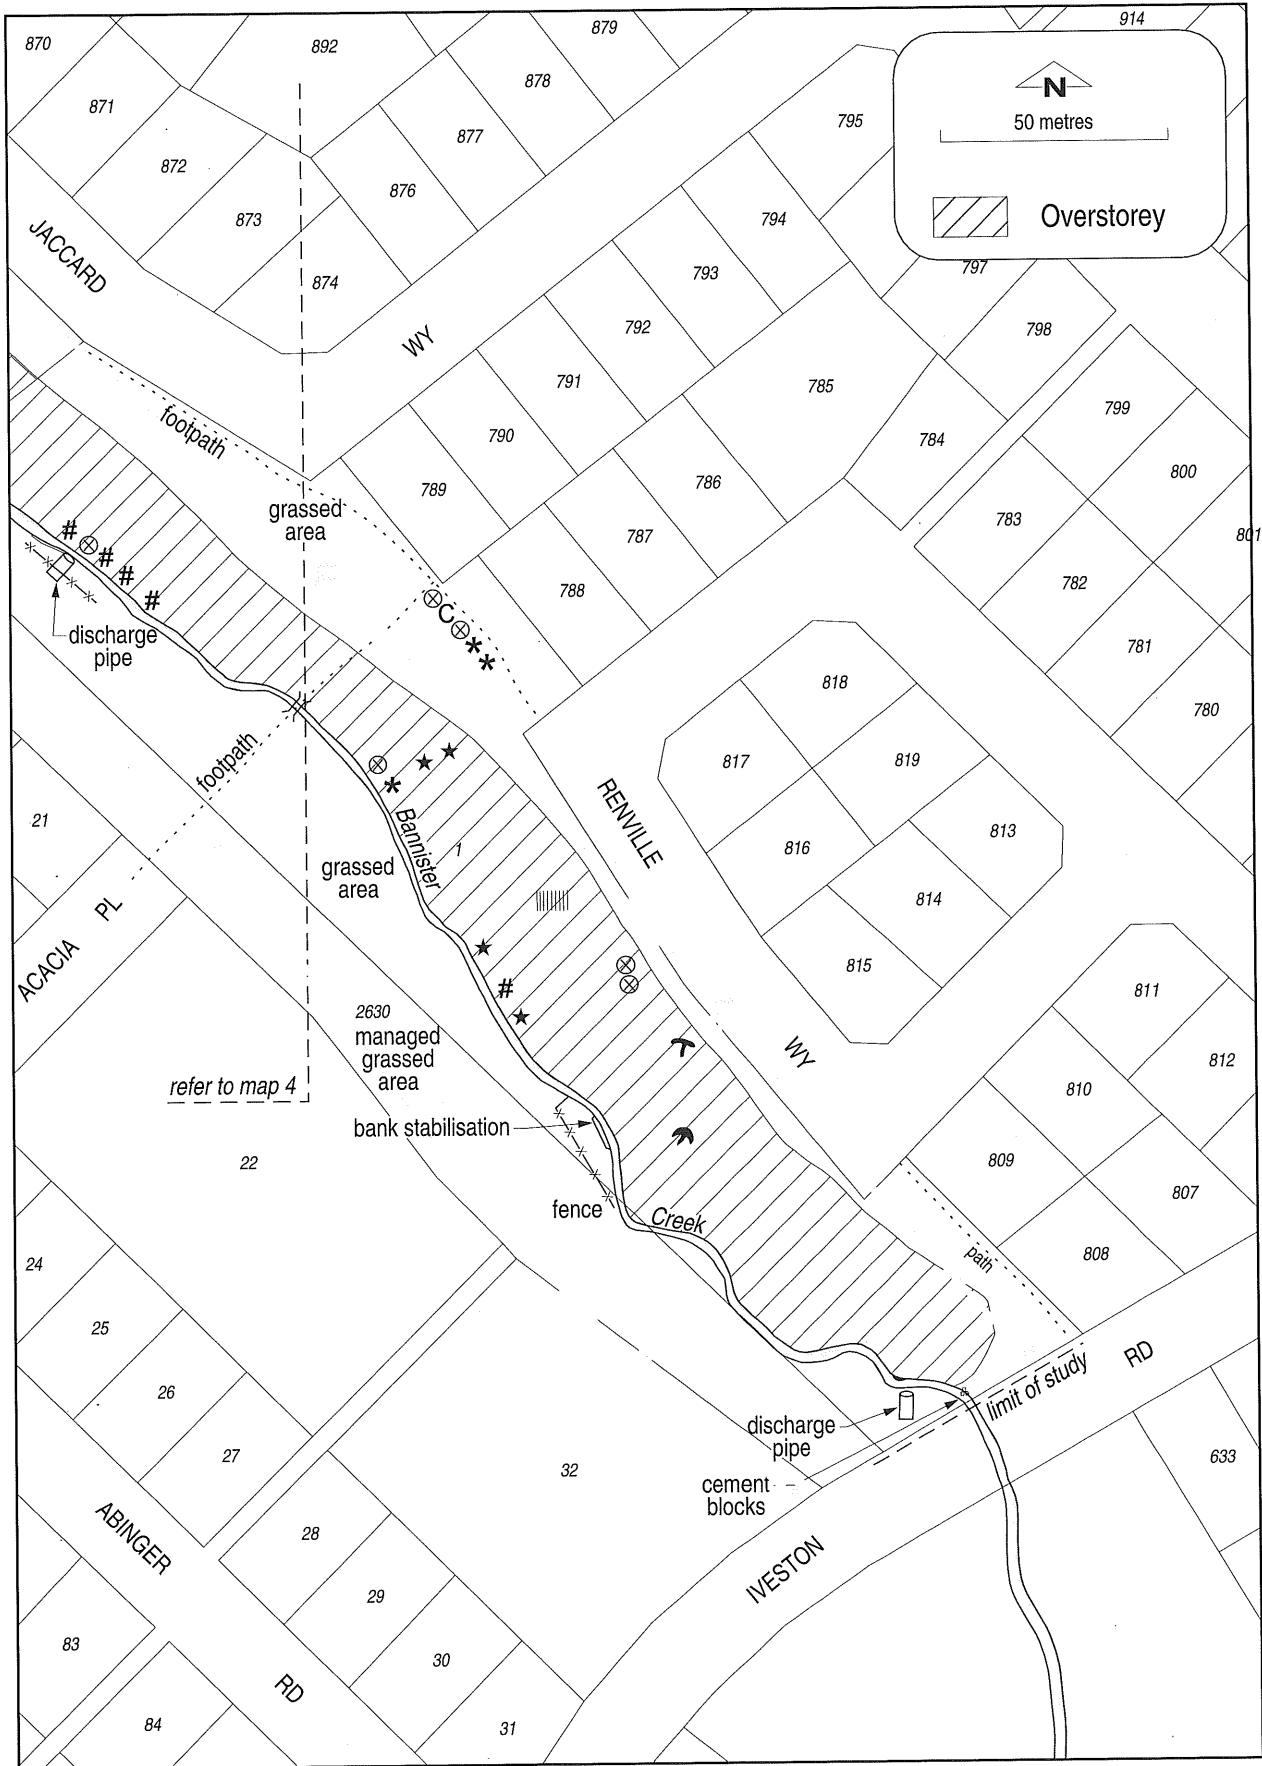 870
892
879
914
871
878
N
50 metres
877
795
872
876
873
794
Overstorey
JACCARD
874
793
797
792
798
WY
791
785
footpath
790
784
799
789
786
800
grassed
area
787
783
801
788
782
discharge
pipe
C
781
818
780
footpath
817
819
21
RENVILLE
Bannister
1
816
813
grassed
area
814
ACACIA PL
815
811
2630
managed
grassed
area
WY
812
refer to map 4
810
bank stabilisation
22
809
807
fence
Creek
808
path
24
25
RD
limit of study
26
discharge
pipe
27
32
633
cement
blocks
28
ABINGER
IVESTON
29
83
30
RD
84
31